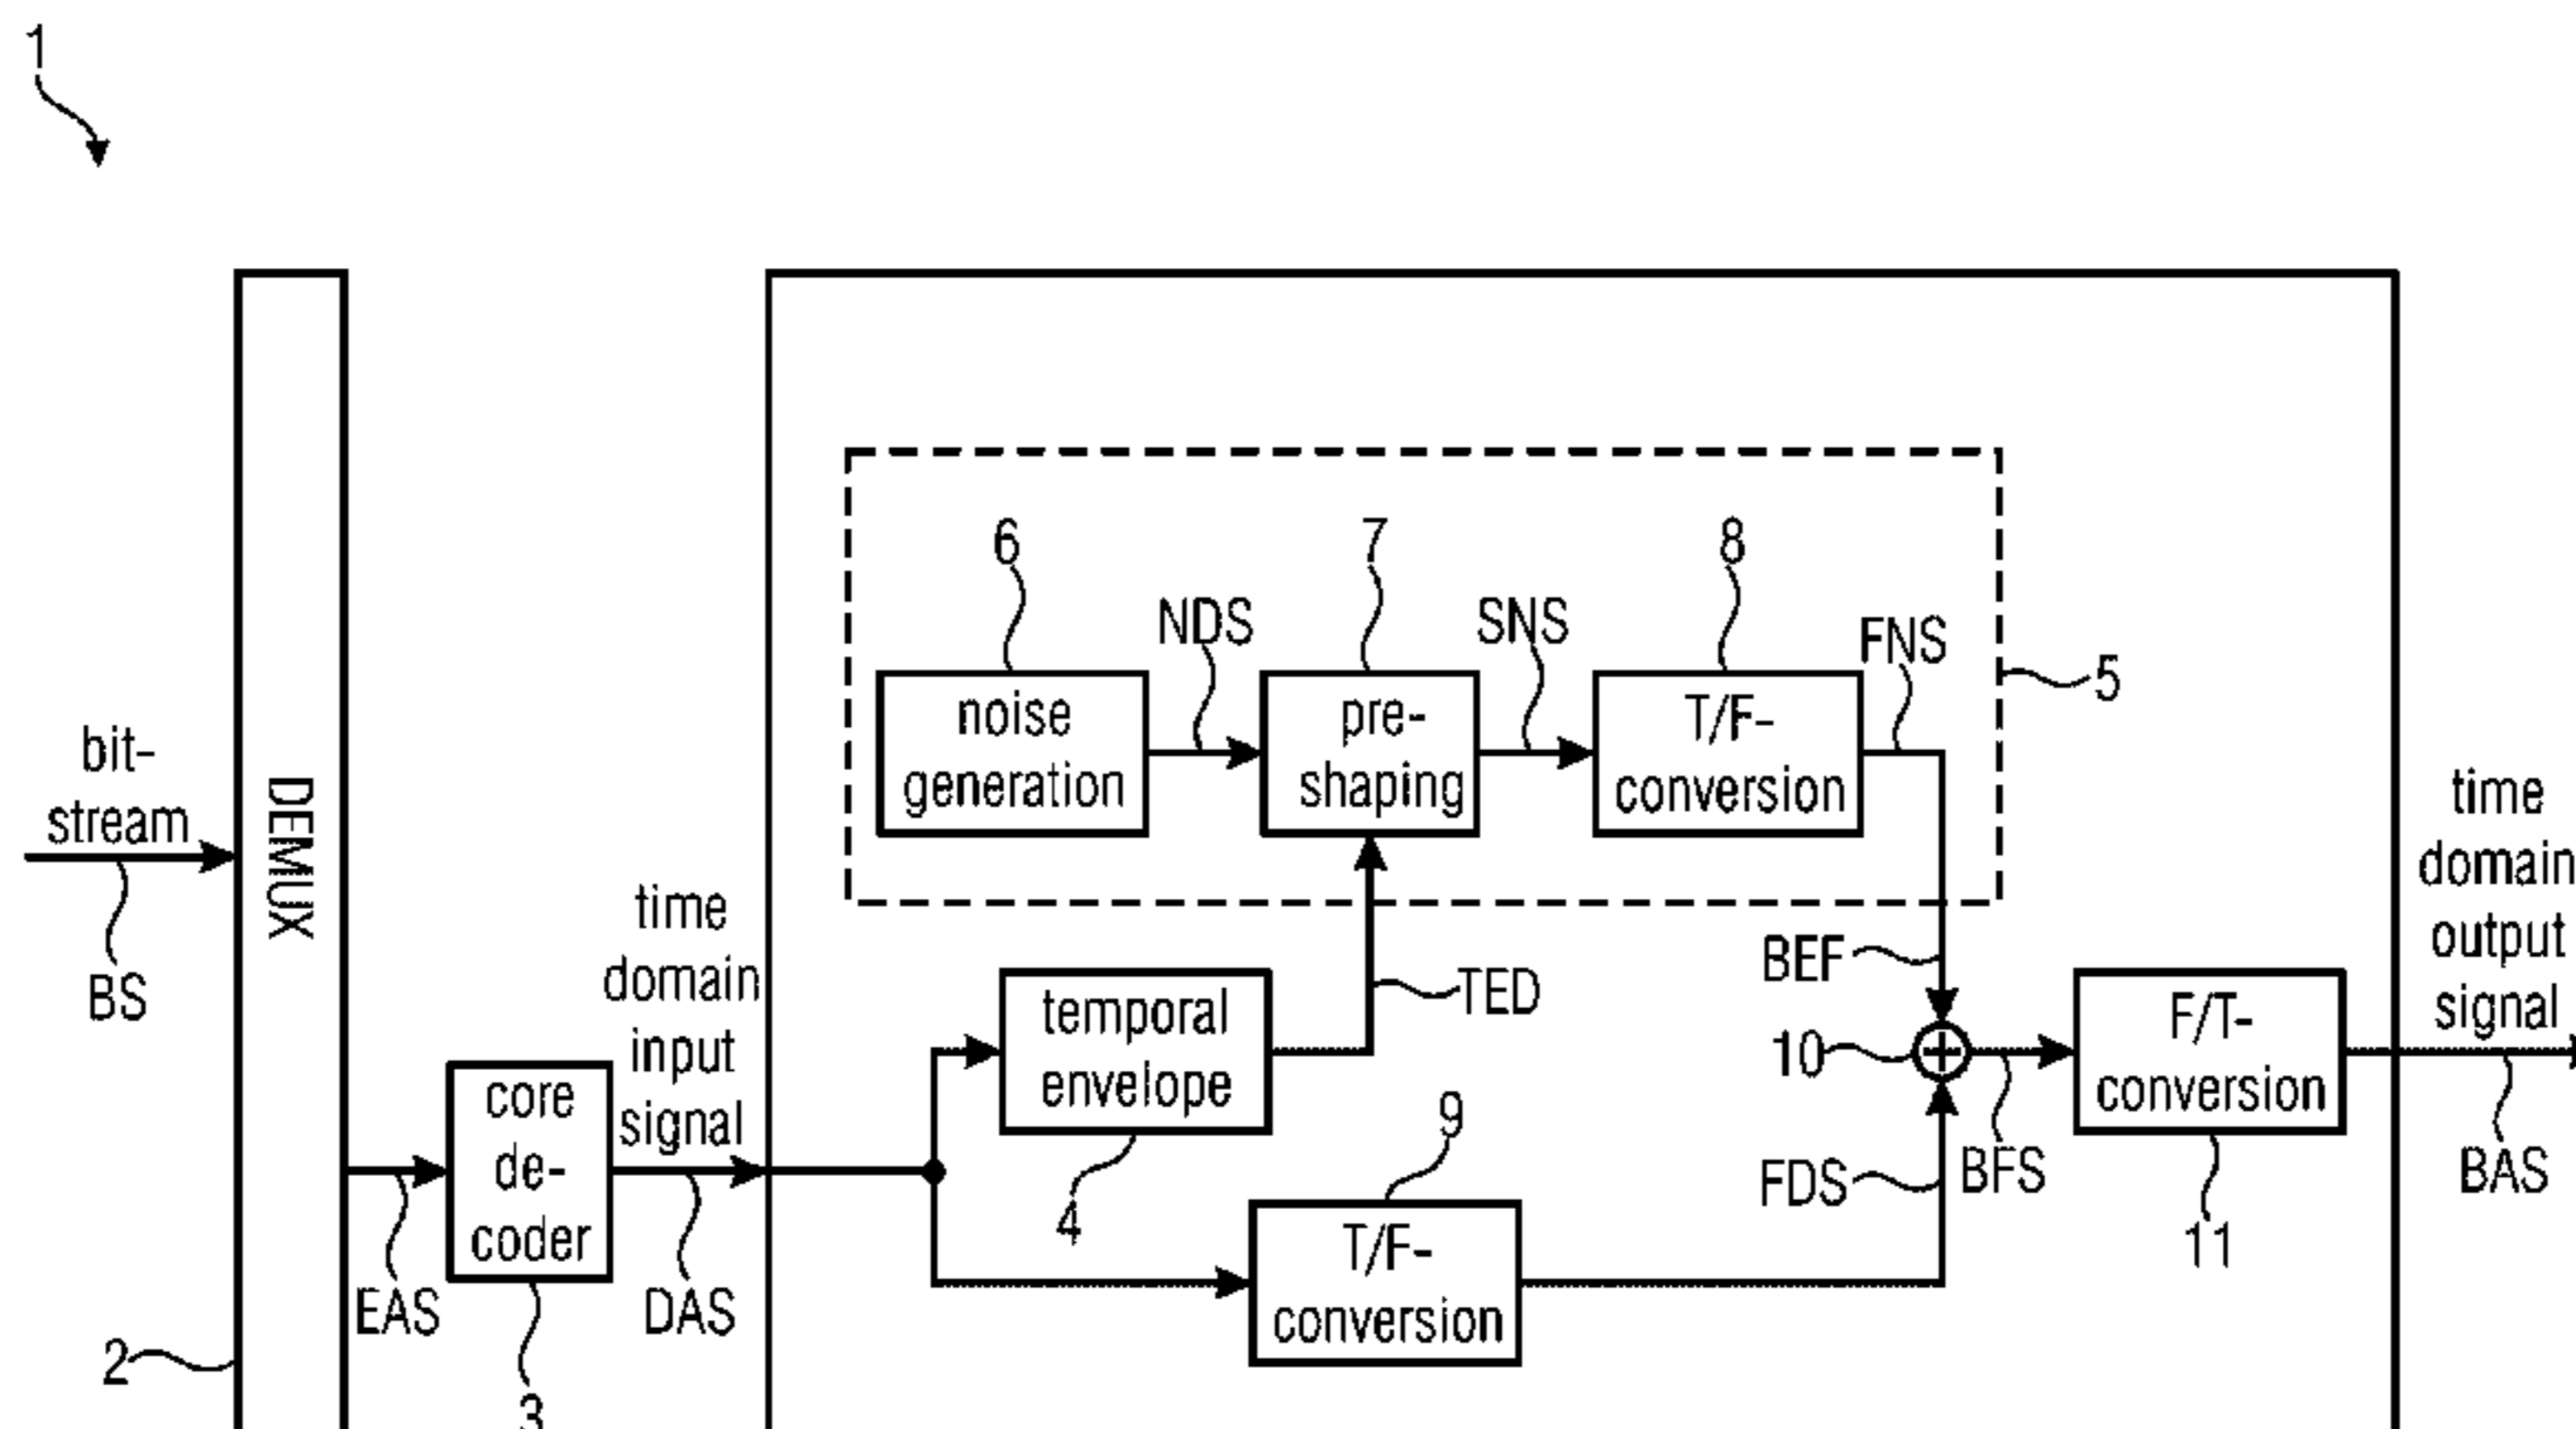 1
6
7
8
NDS
SNS
FNS
5
noise
generation
pre-
shaping
T/F-
conversion
bit-
stream
DEMUX
BS
time
domain
input
signal
temporal
envelope
TED
BEF
10
F/T-
conversion
time
domain
output
signal
core
de-
coder
4
9
T/F-
conversion
FDS
BFS
11
BAS
EAS
DAS
2
3